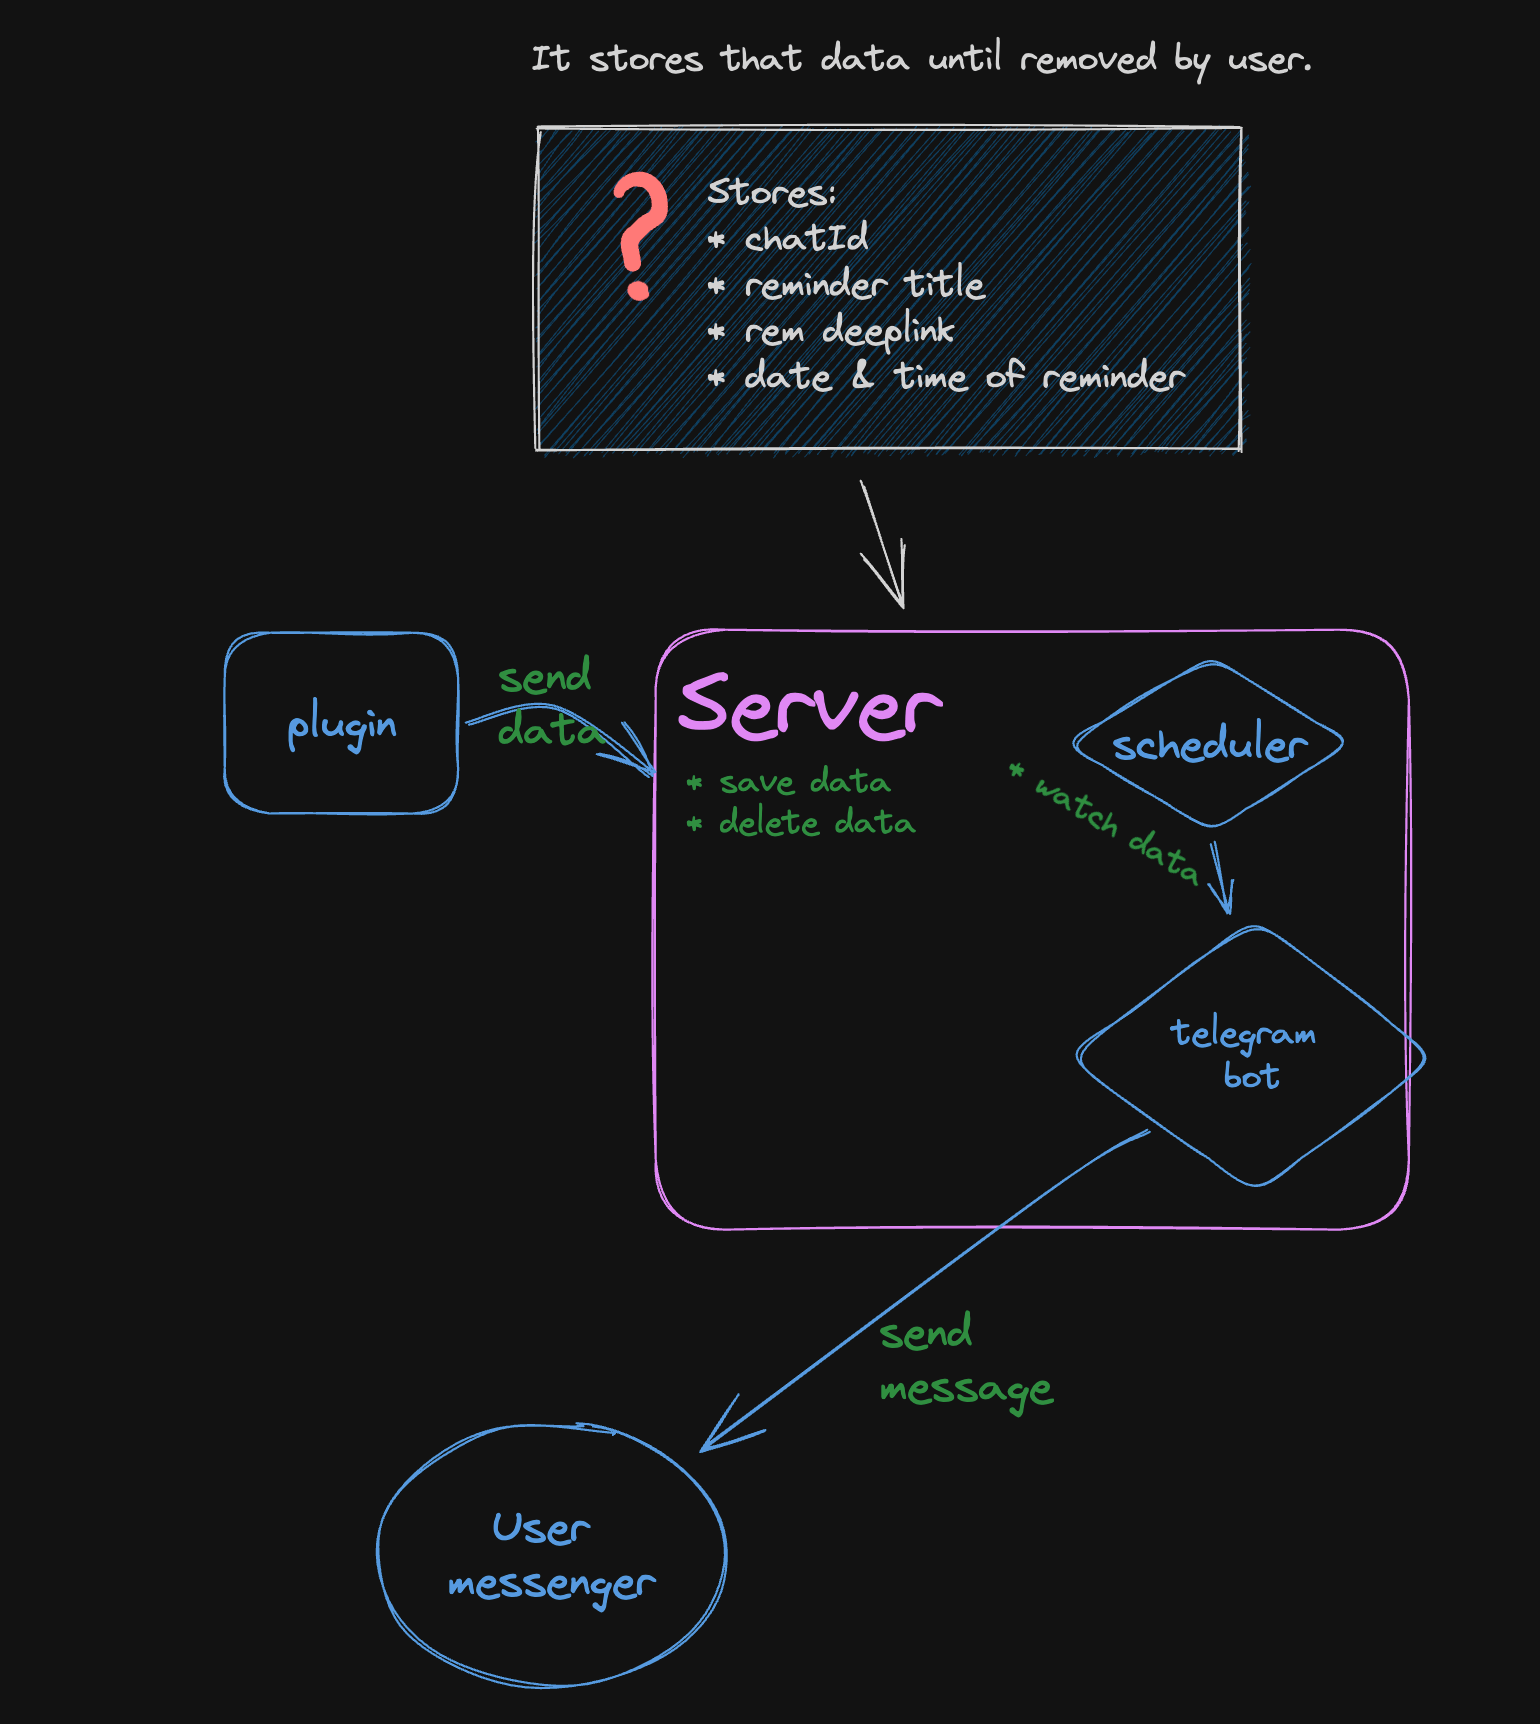 It stores that data until removed by user.
?
Stores:
* chatId
* reminder title
* rem deeplink
* date & time of reminder
plugin
send
data
Server
* save data
* delete data
scheduler
* watch data
telegram
bot
send
message
User
messenger